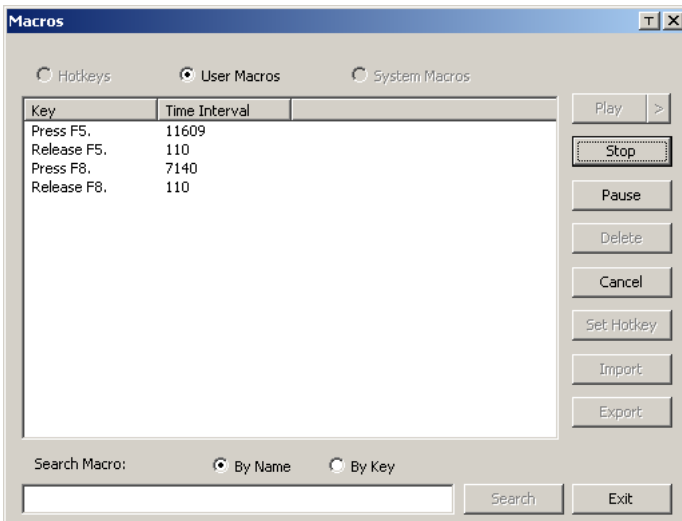 Macros
Hotkeys User Macros System Macros
Key Time Interval
Press F5. 11609
Release F5. 110
Press F8. 7140
Release F8. 110
Play >
Stop
Pause
Delete
Cancel
Set Hotkey
Import
Export
Search Macro: By Name By Key
Search Exit